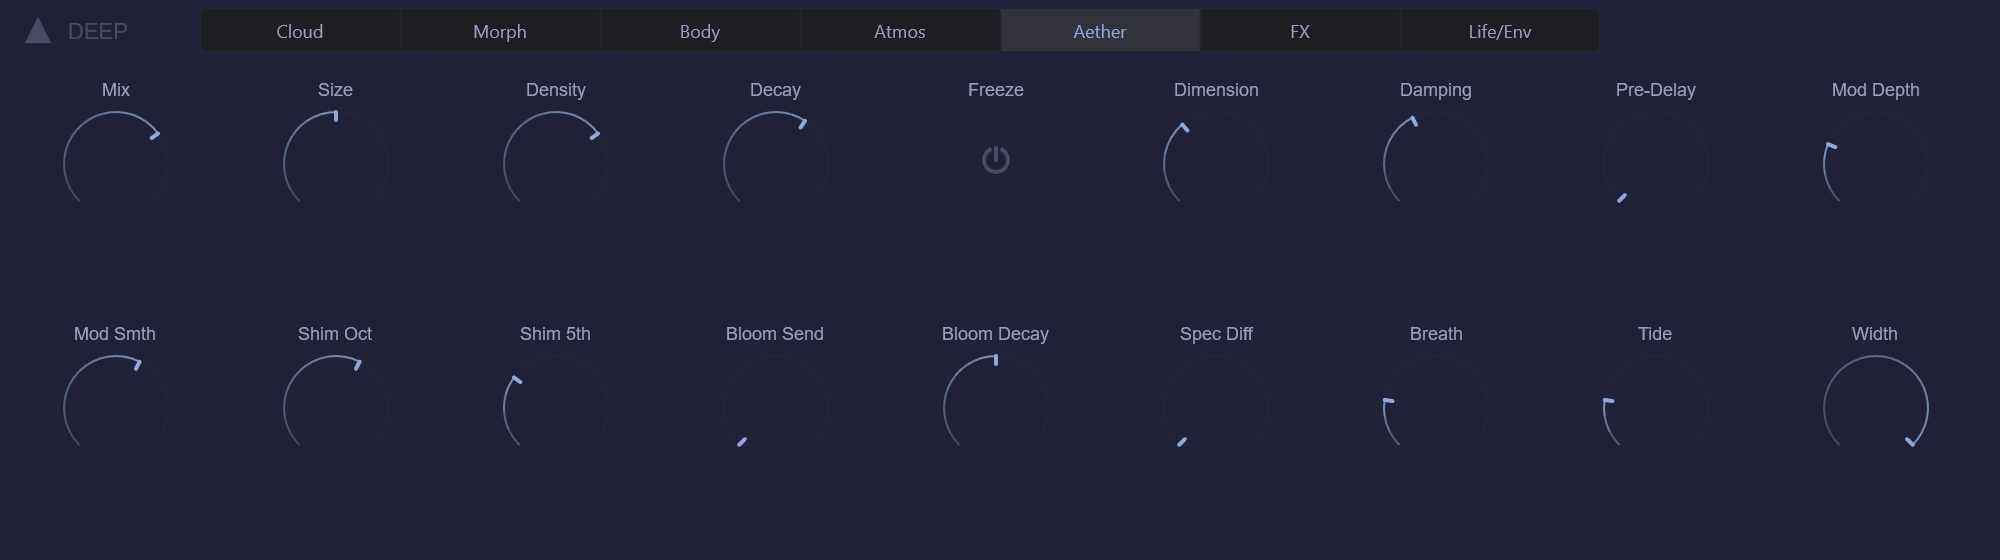 DEEP Cloud Morph Body Atmos Aether FX Life/Env
Mix Size Density Decay Freeze Dimension Damping Pre-Delay Mod Depth
Mod Smth Shim Oct Shim 5th Bloom Send Bloom Decay Spec Diff Breath Tide Width